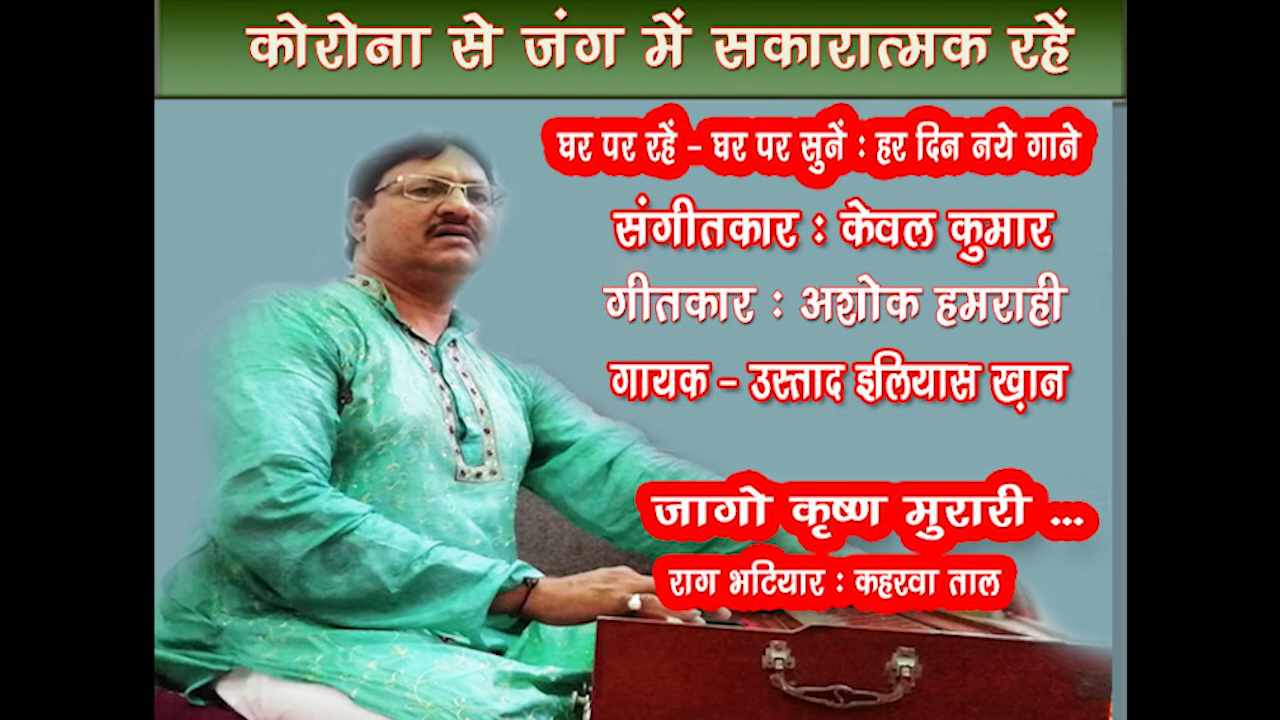 कोरोना से जंग में सकारात्मक रहें
घर पर रहें - घर पर सुनें : हर दिन नये गाने
संगीतकार : केवल कुमार
गीतकार : अशोक हमराही
गायक - उस्ताद इलियास ख़ान
जागो कृष्ण मुरारी ...
राग भटियार : कहरवा ताल